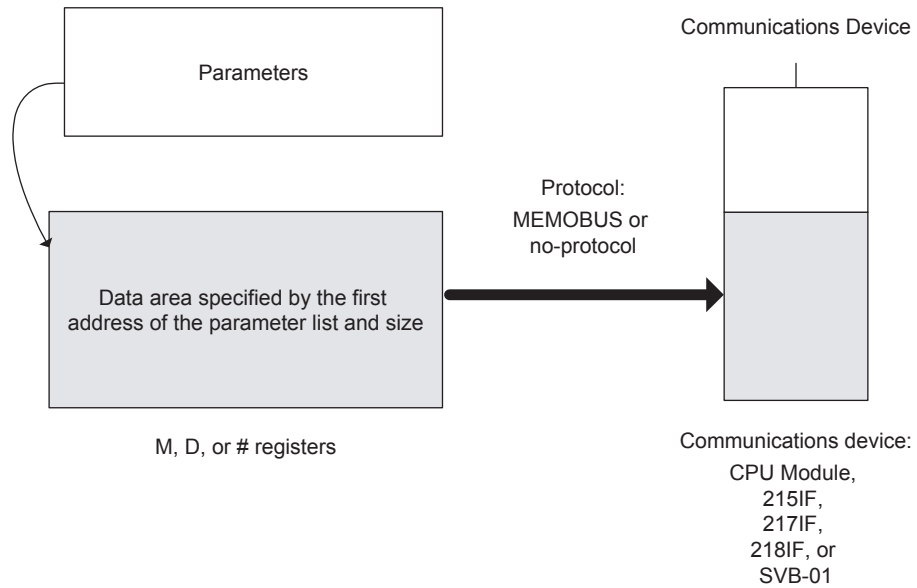 Parameters
Communications Device
Protocol:
MEMOBUS or
no-protocol
Data area specified by the first
address of the parameter list and size
M, D, or # registers
Communications device:
CPU Module,
215IF,
217IF,
218IF, or
SVB-01